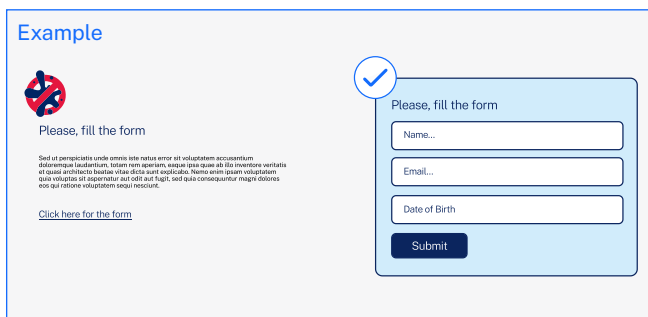 Example
Please, fill the form
Sed ut perspiciatis unde omnis iste natus error sit voluptatem accusantium
doloremque laudantium, totam rem aperiam, eaque ipsa quae ab illo inventore veritatis
et quasi architecto beatae vitae dicta sunt explicabo. Nemo enim ipsam voluptatem
quia voluptas sit aspernatur aut odit aut fugit, sed quia consequuntur magni dolores
eos qui ratione voluptatem sequi nesciunt.
Click here for the form
Please, fill the form
Name...
Email...
Date of Birth
Submit